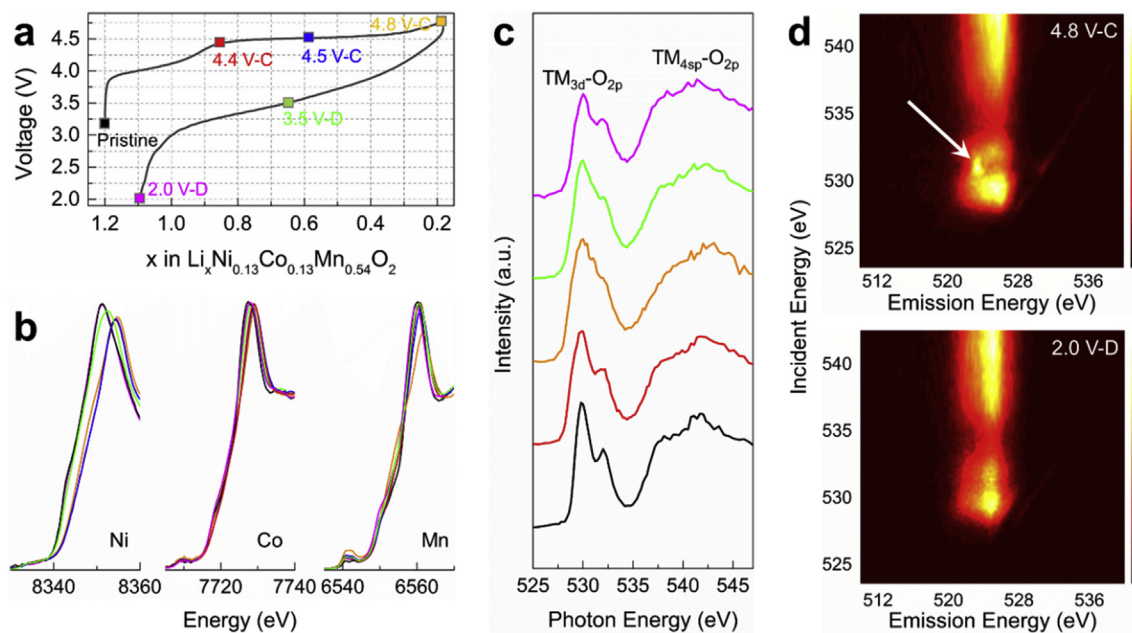 a
4.5
4.0
3.5
3.0
2.5
2.0
Voltage (V)
4.8 V-C
4.4 V-C
4.5 V-C
3.5 V-D
Pristine
2.0 V-D
1.2 1.0 0.8 0.6 0.4 0.2
x in LiₓNi₀.₁₃Co₀.₁₃Mn₀.₅₄O₂
b
Ni
Co
Mn
8340 8360
7720 7740
6540 6560
Energy (eV)
c
TM₃d-O₂p
TM₄sp-O₂p
Intensity (a.u.)
525 530 535 540 545
Photon Energy (eV)
d
4.8 V-C
540
535
530
525
512 520 528 536
Emission Energy (eV)
Incident Energy (eV)
2.0 V-D
540
535
530
525
512 520 528 536
Emission Energy (eV)